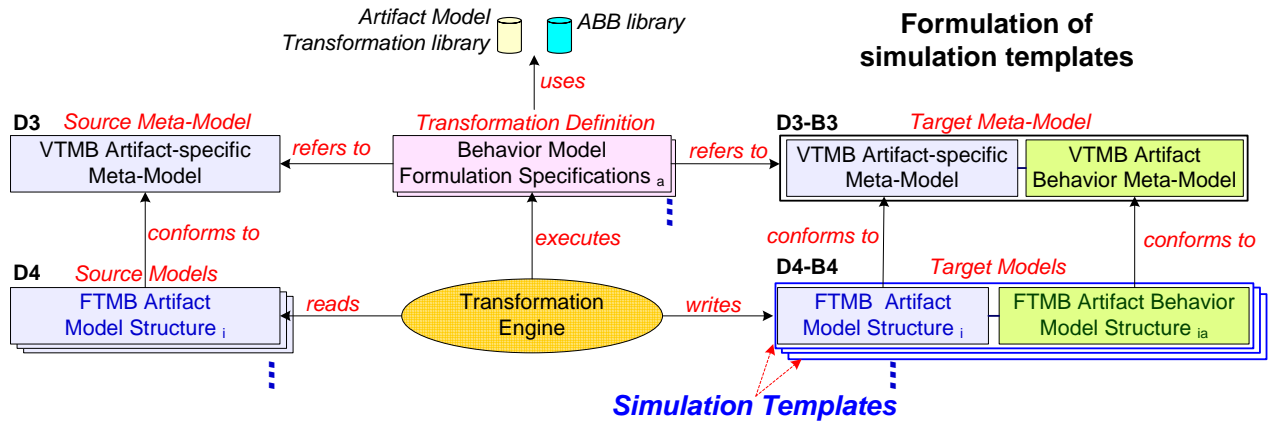 Artifact Model
Transformation library
ABB library
Formulation of
simulation templates
uses
D3
Source Meta-Model
VTMB Artifact-specific
Meta-Model
refers to
Transformation Definition
Behavior Model
Formulation Specifications a
refers to
D3-B3
Target Meta-Model
VTMB Artifact-specific
Meta-Model
VTMB Artifact
Behavior Meta-Model
conforms to
executes
conforms to
conforms to
D4
Source Models
FTMB Artifact
Model Structure i
reads
Transformation
Engine
writes
D4-B4
Target Models
FTMB Artifact
Model Structure i
FTMB Artifact Behavior
Model Structure ia
Simulation Templates